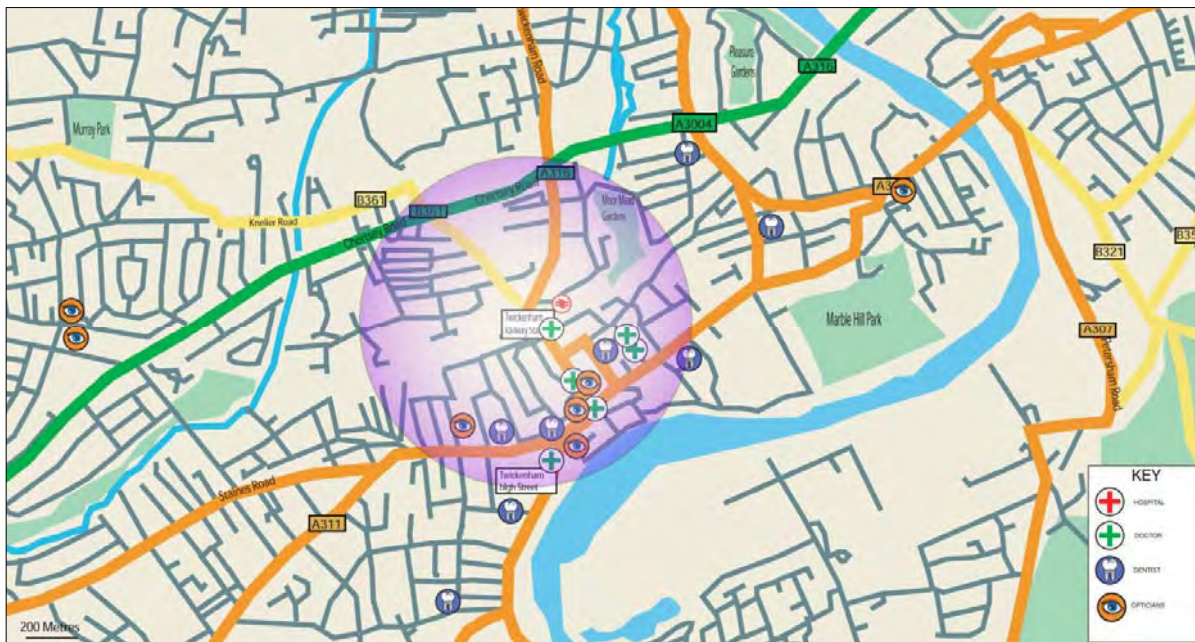 Twickenham Road
Pleasure
Gardens
A316
A3004
Murray Park
A316
B361
B361
Chertsey Road
Moor Mead
Gardens
Kneller Road
Chertsey Road
B321
Twickenham
Marble Hill Park
A307
Petersham Road
KEY
HOSPITAL
DOCTOR
DENTIST
OPTICIANS
Twickenham
High Street
Staines Road
A311
200 Metres